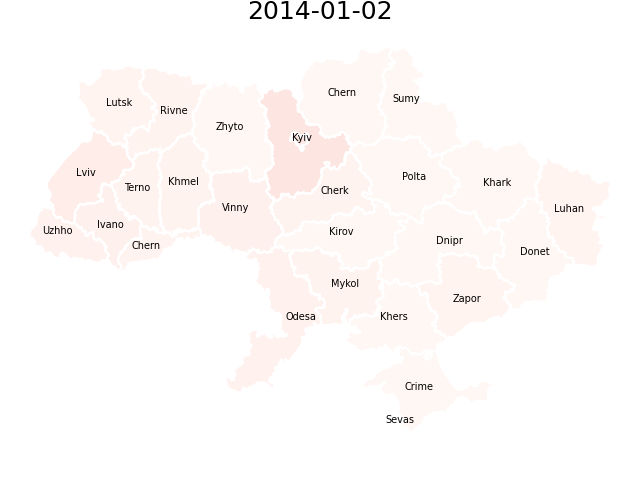 2014-01-02
Chern
Lutsk
Sumy
Rivne
Zhyto
Kyiv
Lviv
Polta
Khmel
Khark
Terno
Cherk
Vinny
Luhan
Ivano
Uzhho
Kirov
Dnipr
Chern
Donet
Mykol
Zapor
Odesa
Khers
Crime
Sevas